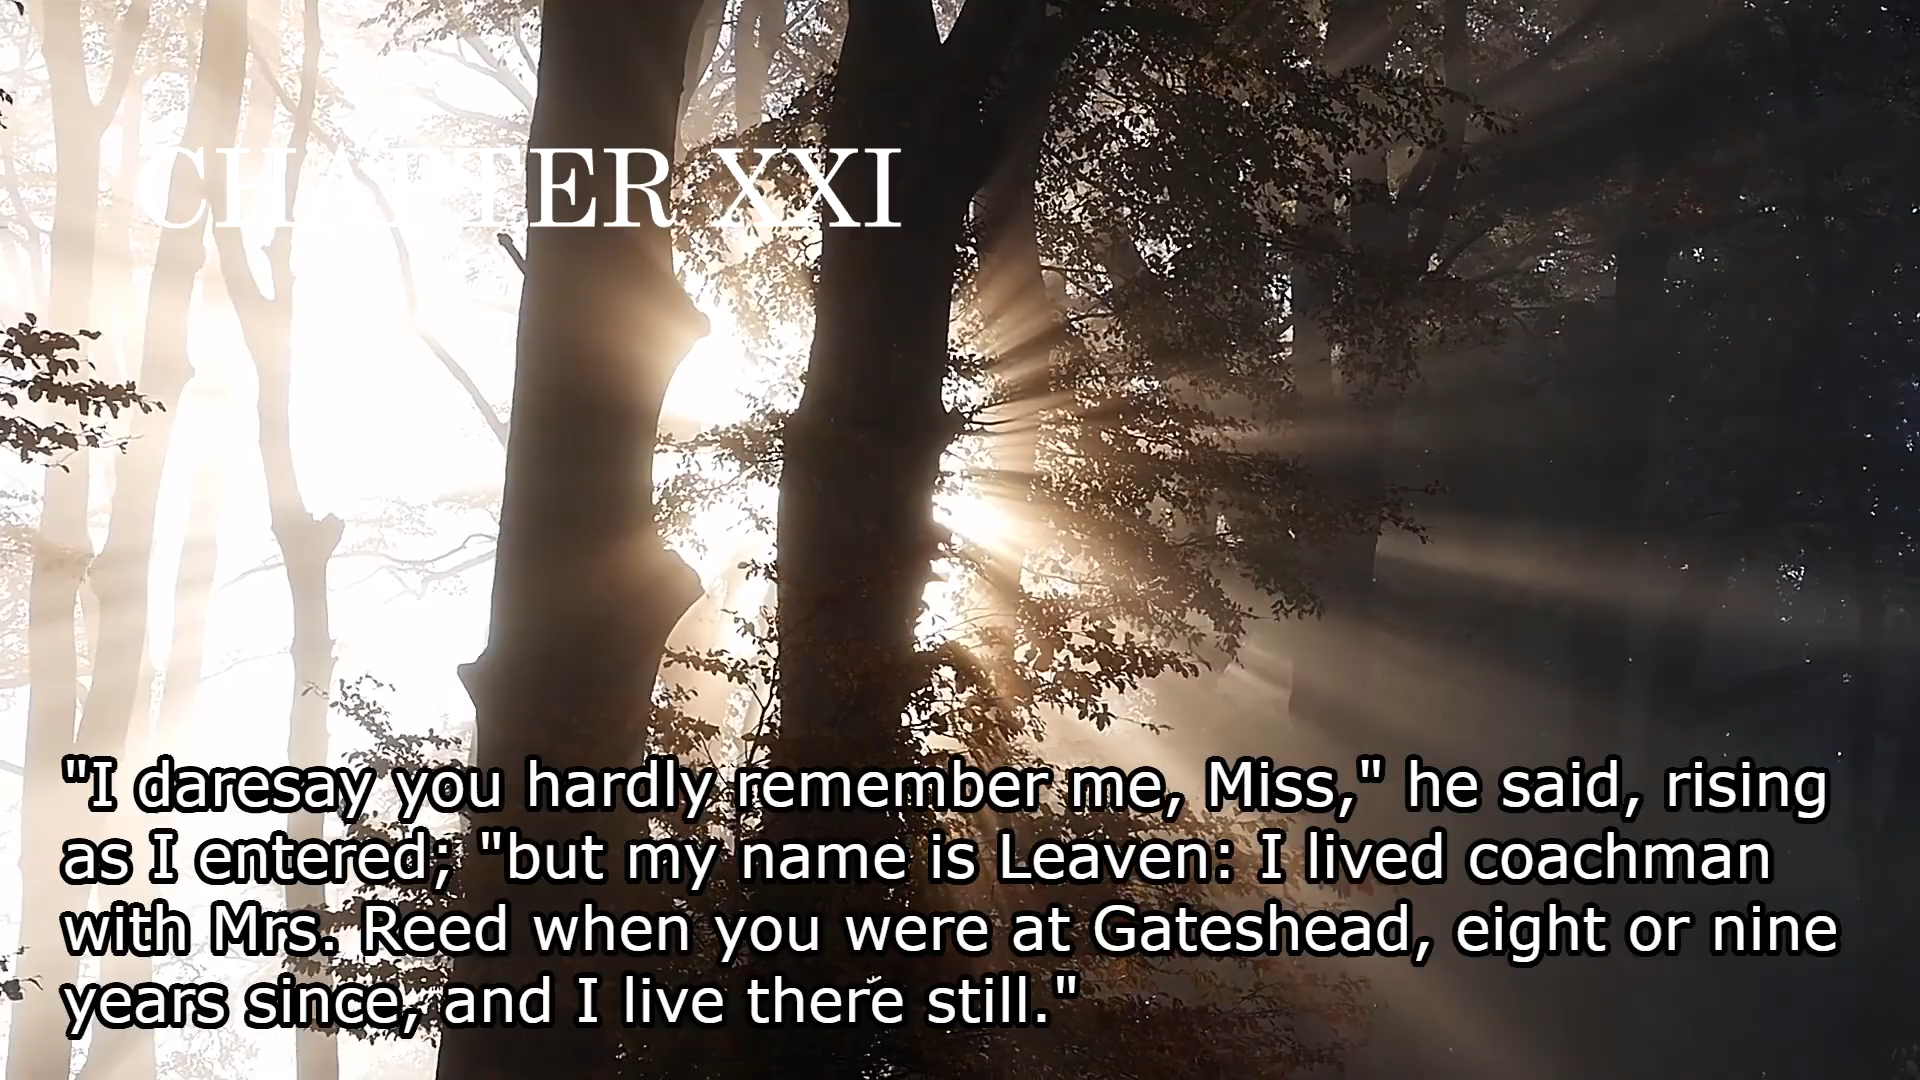 CHAPTER XXI
"I daresay you hardly remember me, Miss," he said, rising
as I entered; "but my name is Leaven: I lived coachman
with Mrs. Reed when you were at Gateshead, eight or nine
years since, and I live there still."